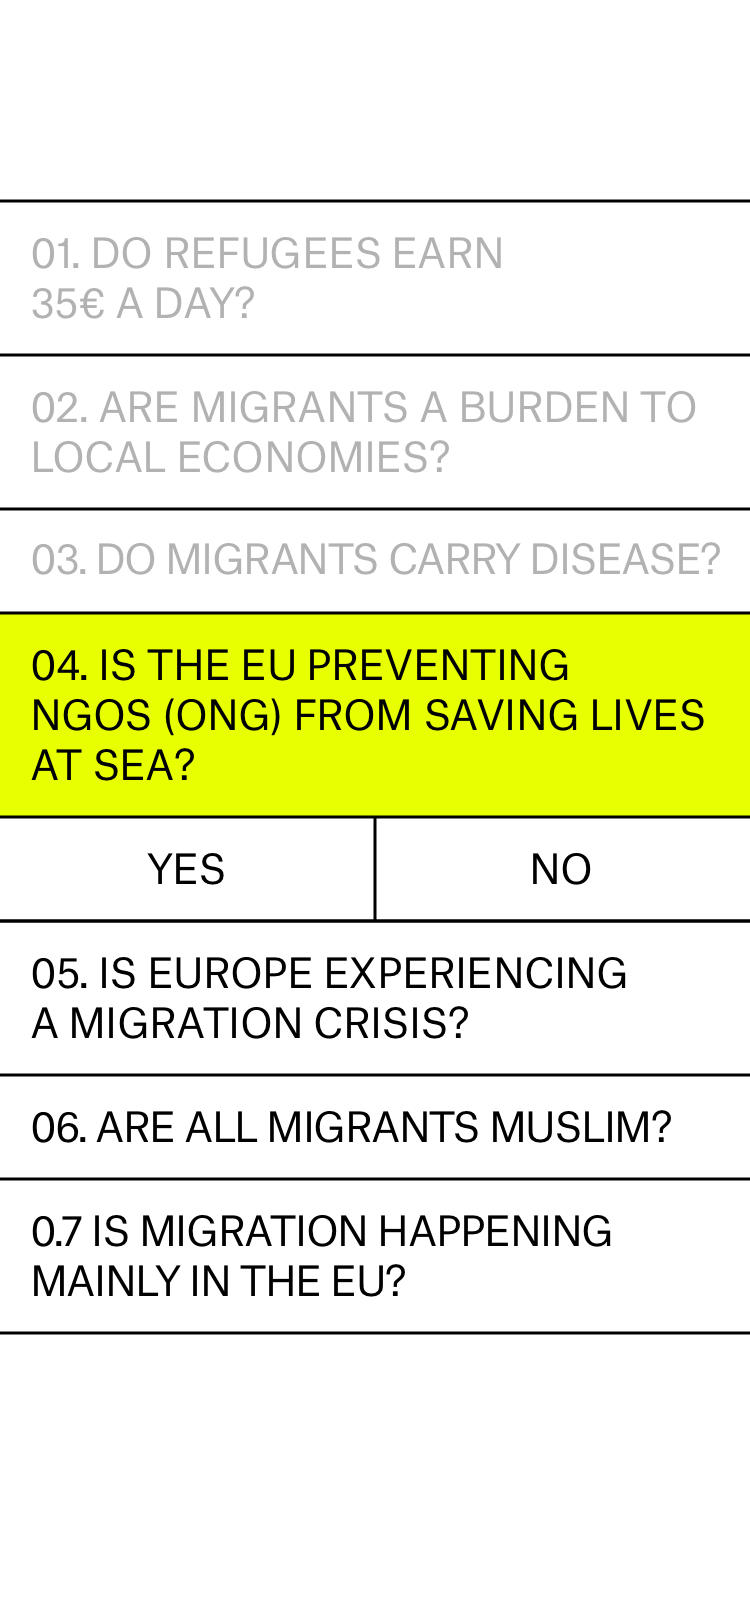 01. DO REFUGEES EARN
35€ A DAY?
02. ARE MIGRANTS A BURDEN TO
LOCAL ECONOMIES?
03. DO MIGRANTS CARRY DISEASE?
04. IS THE EU PREVENTING
NGOS (ONG) FROM SAVING LIVES
AT SEA?
YES
NO
05. IS EUROPE EXPERIENCING
A MIGRATION CRISIS?
06. ARE ALL MIGRANTS MUSLIM?
0.7 IS MIGRATION HAPPENING
MAINLY IN THE EU?